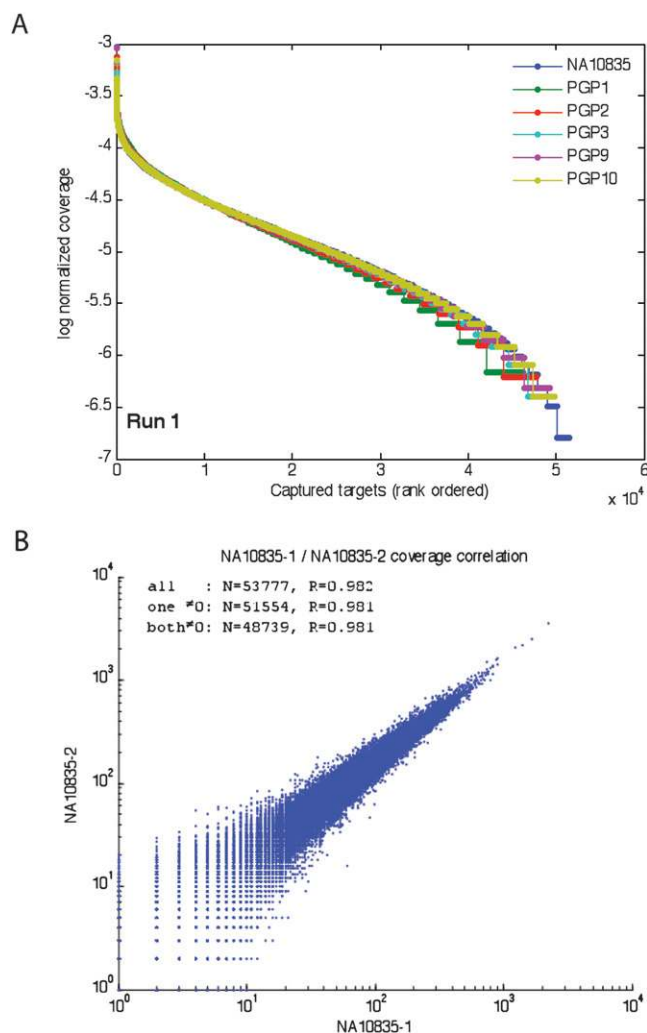 A
-3
-3.5
-4
-4.5
-5
-5.5
-6
-6.5
-7
log normalized coverage
NA10835
PGP1
PGP2
PGP3
PGP9
PGP10
Run 1
0 1 2 3 4 5 6
Captured targets (rank ordered)
x 10^4
B
NA10835-1 / NA10835-2 coverage correlation
all : N=53777, R=0.982
one ≠0: N=51554, R=0.981
both≠0: N=48739, R=0.981
10^4
10^3
10^2
10^1
10^0
NA10835-2
10^0 10^1 10^2 10^3 10^4
NA10835-1